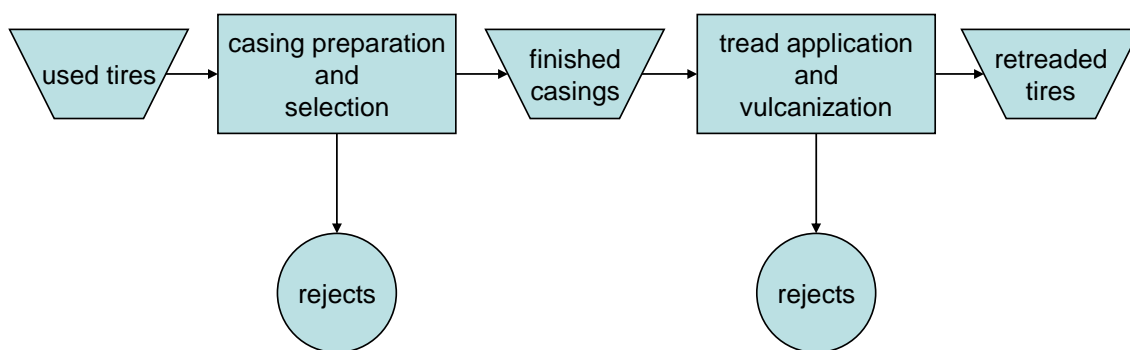 used tires
casing preparation
and
selection
finished
casings
tread application
and
vulcanization
retreaded
tires
rejects
rejects